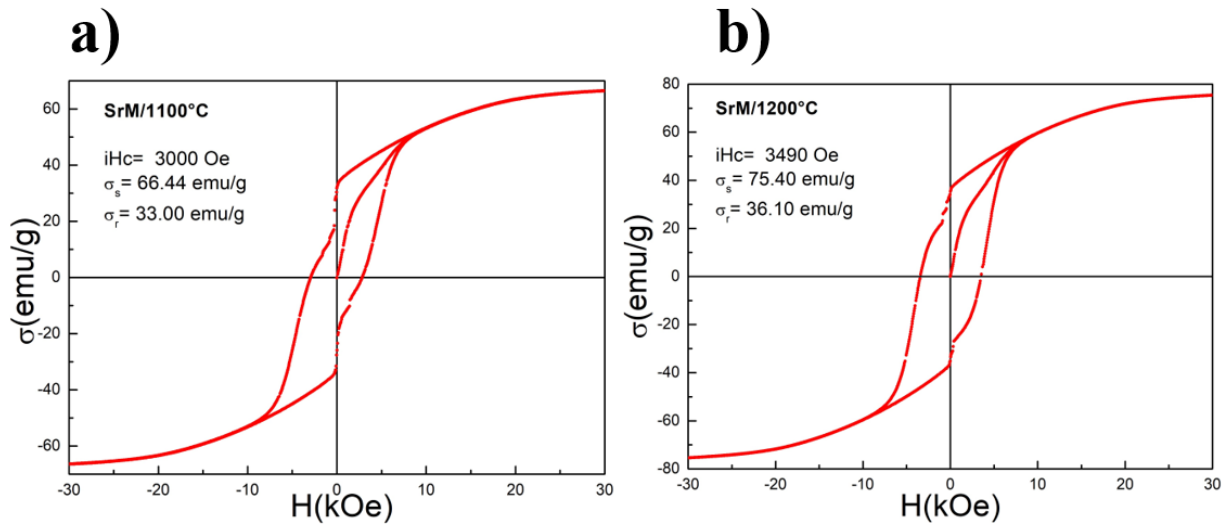 a)
SrM/1100°C
iHc= 3000 Oe
σs= 66.44 emu/g
σr= 33.00 emu/g
σ(emu/g)
60
40
20
0
-20
-40
-60
-30 -20 -10 0 10 20 30
H(kOe)
b)
SrM/1200°C
iHc= 3490 Oe
σs= 75.40 emu/g
σr= 36.10 emu/g
σ(emu/g)
80
60
40
20
0
-20
-40
-60
-80
-30 -20 -10 0 10 20 30
H(kOe)